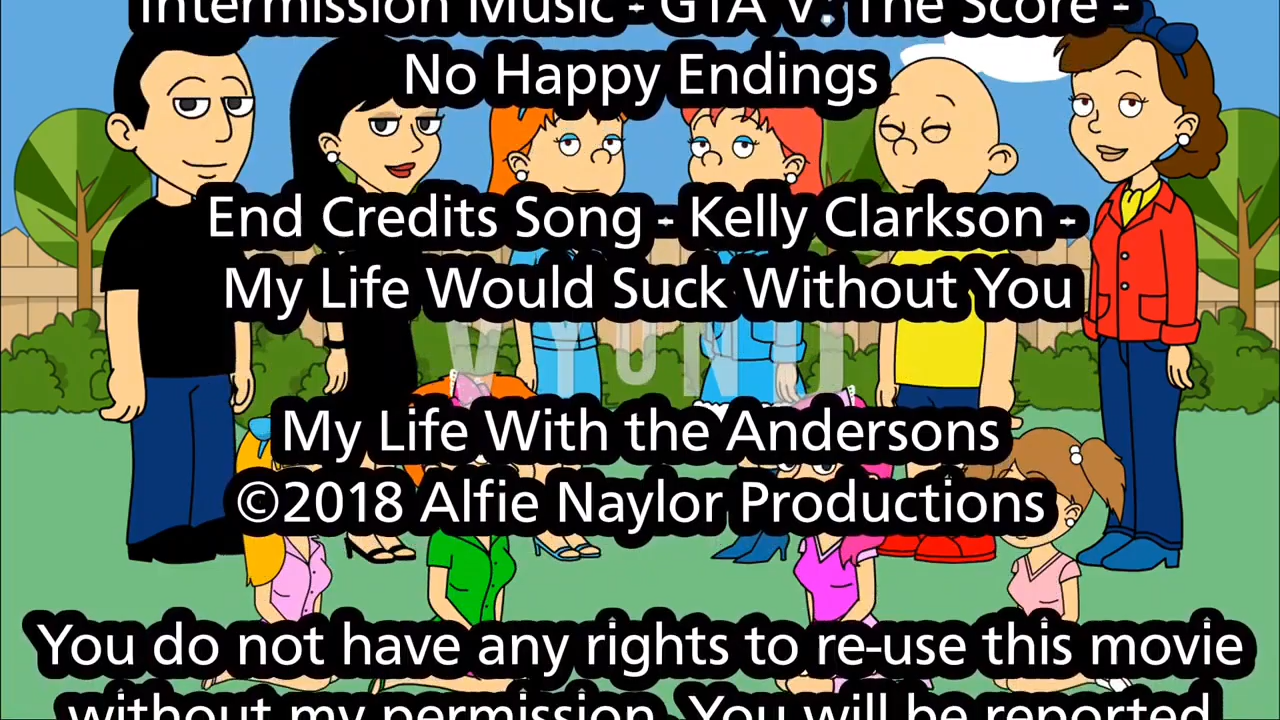 Intermission Music - GTA V: The Score -
No Happy Endings
End Credits Song - Kelly Clarkson -
My Life Would Suck Without You
VYOND
My Life With the Andersons
©2018 Alfie Naylor Productions
You do not have any rights to re-use this movie
without my permission. You will be reported